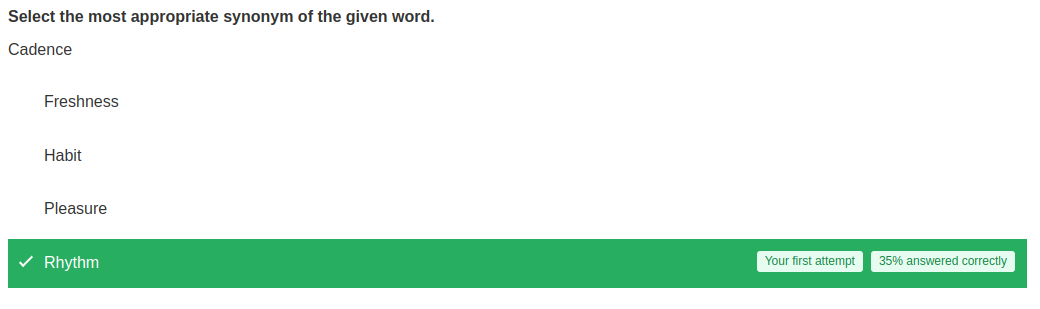 Select the most appropriate synonym of the given word.
Cadence
Freshness
Habit
Pleasure
Rhythm Your first attempt 35% answered correctly